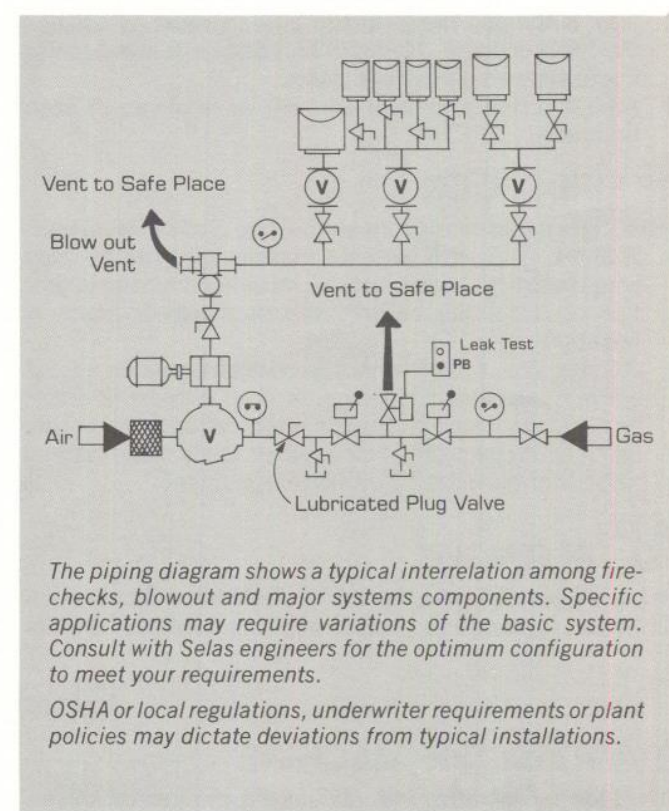 Vent to Safe Place
Blow out
Vent
V
V
V
Vent to Safe Place
Leak Test
PB
Air
V
Gas
Lubricated Plug Valve
The piping diagram shows a typical interrelation among fire-
checks, blowout and major systems components. Specific
applications may require variations of the basic system.
Consult with Selas engineers for the optimum configuration
to meet your requirements.
OSHA or local regulations, underwriter requirements or plant
policies may dictate deviations from typical installations.